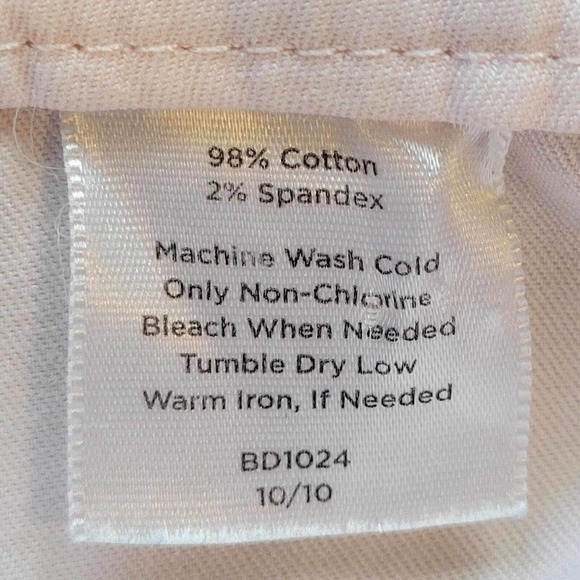 98% Cotton
2% Spandex
Machine Wash Cold
Only Non-Chlorine
Bleach When Needed
Tumble Dry Low
Warm Iron, If Needed
BD1024
10/10